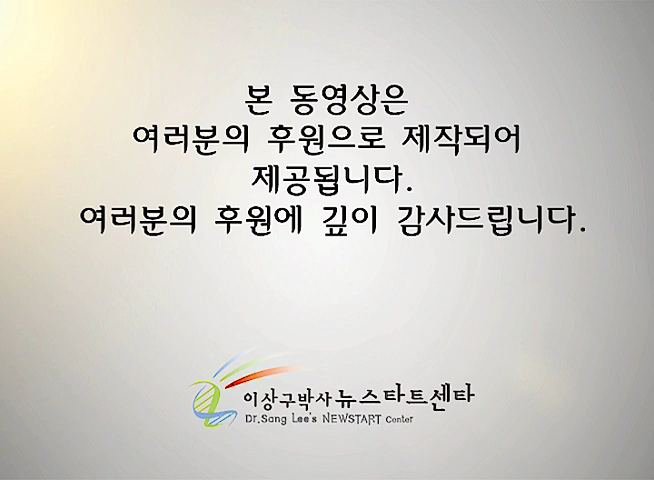 본 동영상은
여러분의 후원으로 제작되어
제공됩니다.
여러분의 후원에 깊이 감사드립니다.
이상구박사 뉴스타트센타
Dr.Sang Lee's NEWSTART Center